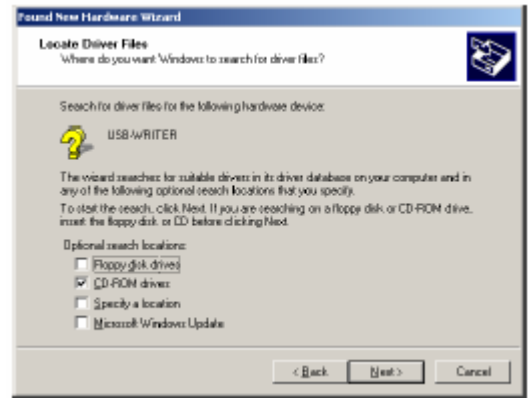 Found New Hardware Wizard
Locate Driver Files
Where do you want Windows to search for driver files?
Search for driver files for the following hardware device:
USB-WRITER
The wizard searches for suitable drivers in its driver database on your computer and in
any of the following optional search locations that you specify.
To start the search, click Next. If you are searching on a floppy disk or CD-ROM drive,
insert the floppy disk or CD before clicking Next.
Optional search locations:
Floppy disk drives
CD-ROM drives
Specify a location
Microsoft Windows Update
< Back Next > Cancel